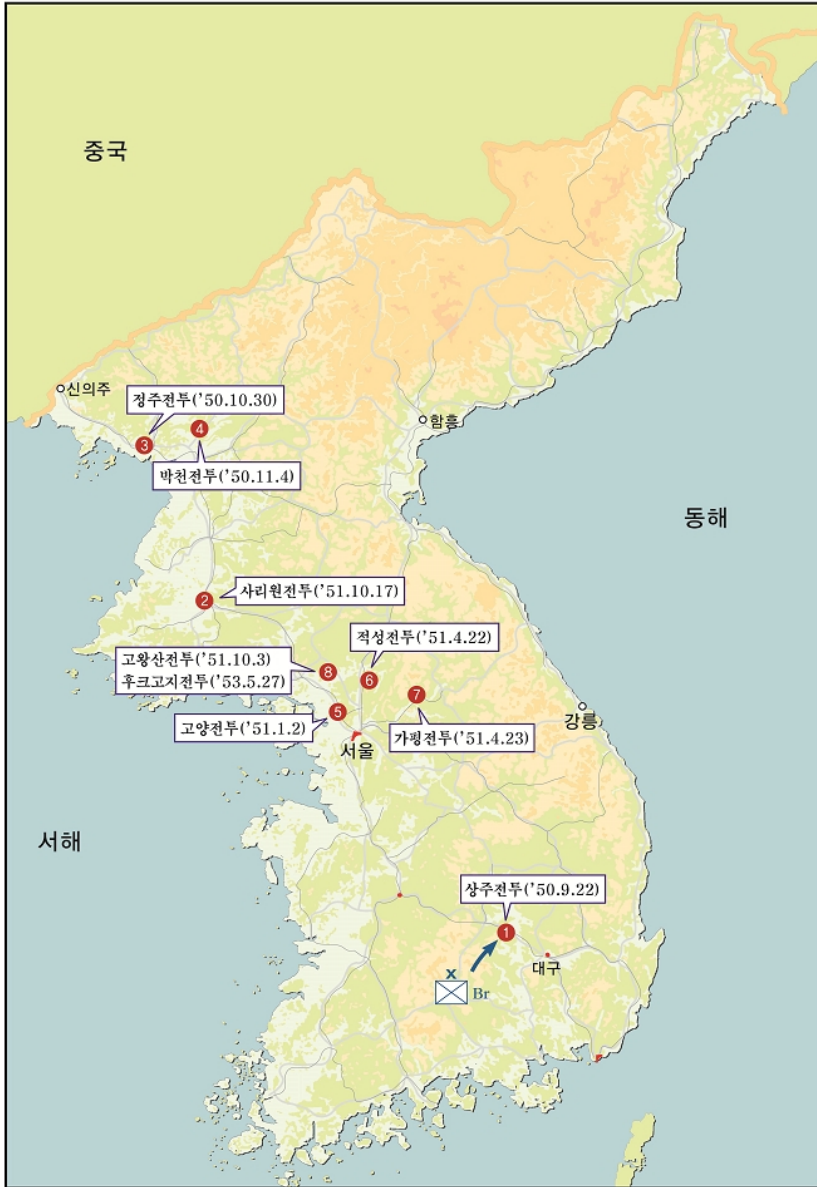 중국
신의주
정주전투('50.10.30)
함흥
3
4
박천전투('50.11.4)
동해
2
사리원전투('51.10.17)
적성전투('51.4.22)
고왕산전투('51.10.3)
후크고지전투('53.5.27)
8
6
7
고양전투('51.1.2)
5
가평전투('51.4.23)
강릉
서울
서해
상주전투('50.9.22)
1
대구
x
Br